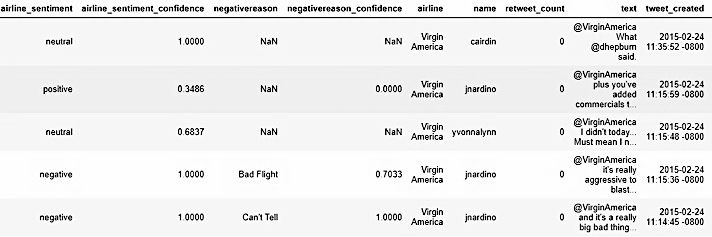 airline_sentiment airline_sentiment_confidence negativereason negativereason_confidence airline name retweet_count text tweet_created
neutral 1.0000 NaN NaN Virgin America cairdin 0 @VirginAmerica What @dhepburn said. 2015-02-24 11:35:52 -0800
positive 0.3486 NaN 0.0000 Virgin America jnardino 0 @VirginAmerica plus you've added commercials t... 2015-02-24 11:15:59 -0800
neutral 0.6837 NaN NaN Virgin America yvonnalynn 0 @VirginAmerica I didn't today... Must mean I n... 2015-02-24 11:15:48 -0800
negative 1.0000 Bad Flight 0.7033 Virgin America jnardino 0 @VirginAmerica it's really aggressive to blast... 2015-02-24 11:15:36 -0800
negative 1.0000 Can't Tell 1.0000 Virgin America jnardino 0 @VirginAmerica and it's a really big bad thing... 2015-02-24 11:14:45 -0800